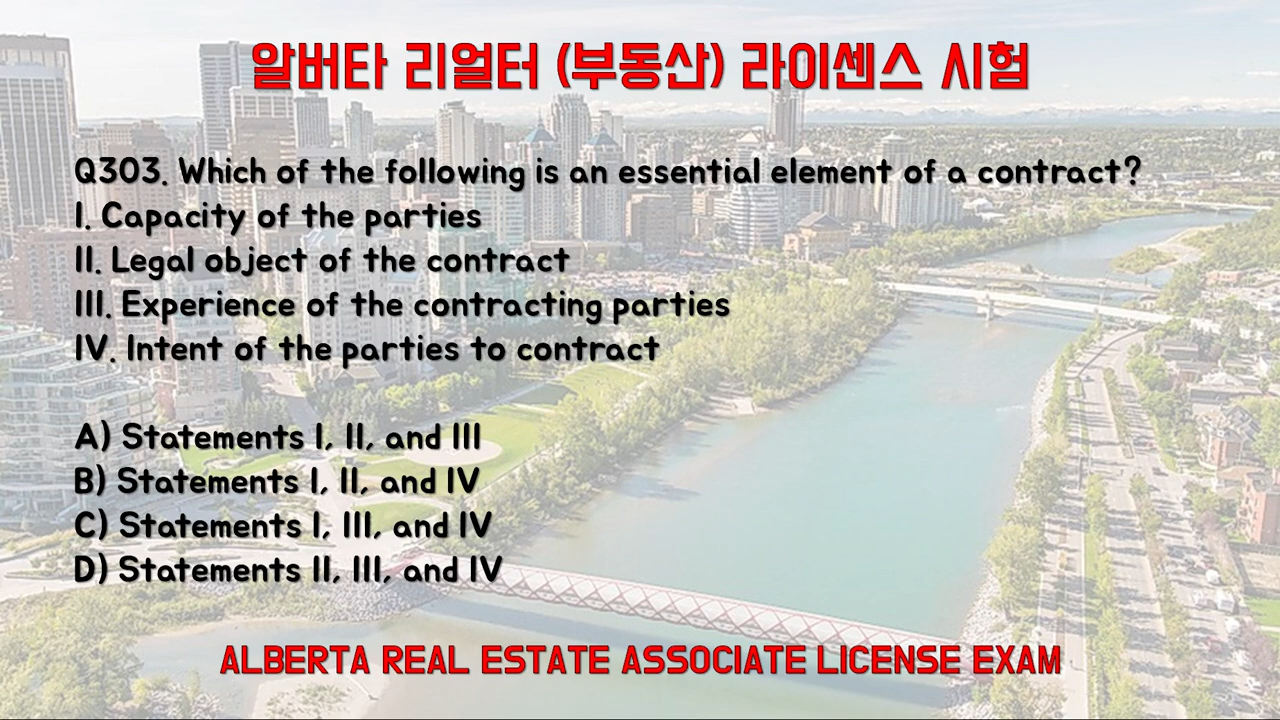 알버타 리얼터 (부동산) 라이센스 시험
Q303. Which of the following is an essential element of a contract?
I. Capacity of the parties
II. Legal object of the contract
III. Experience of the contracting parties
IV. Intent of the parties to contract
A) Statements I, II, and III
B) Statements I, II, and IV
C) Statements I, III, and IV
D) Statements II, III, and IV
ALBERTA REAL ESTATE ASSOCIATE LICENSE EXAM